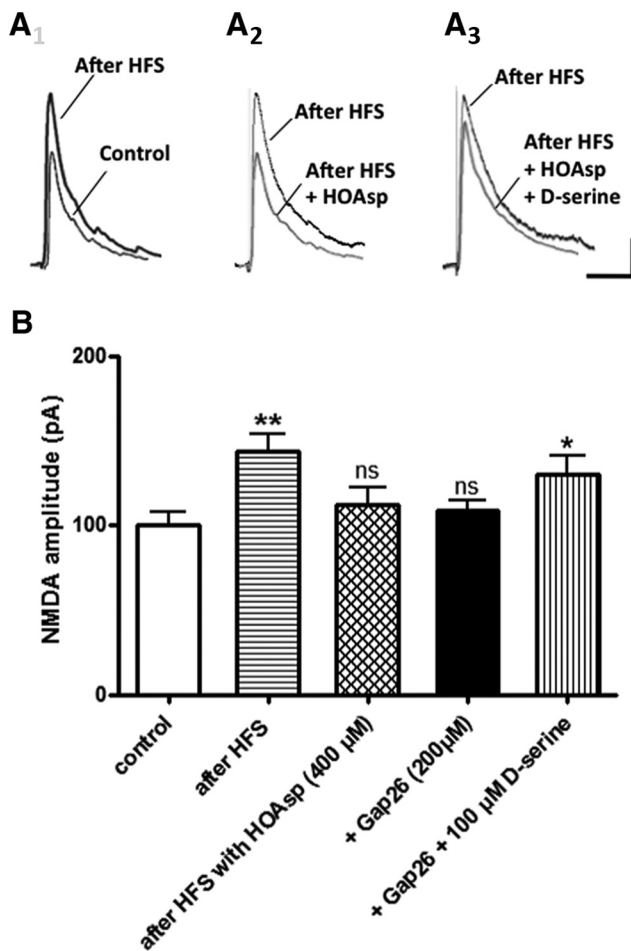 A1 A2 A3
After HFS
Control
After HFS
After HFS
+ HOAsp
After HFS
After HFS
+ HOAsp
+ D-serine
B
NMDA amplitude (pA)
200
100
0
**
ns
ns
*
control
after HFS
after HFS with HOAsp (400 µM)
+ Gap26 (200µM)
+ Gap26 + 100 µM D-serine